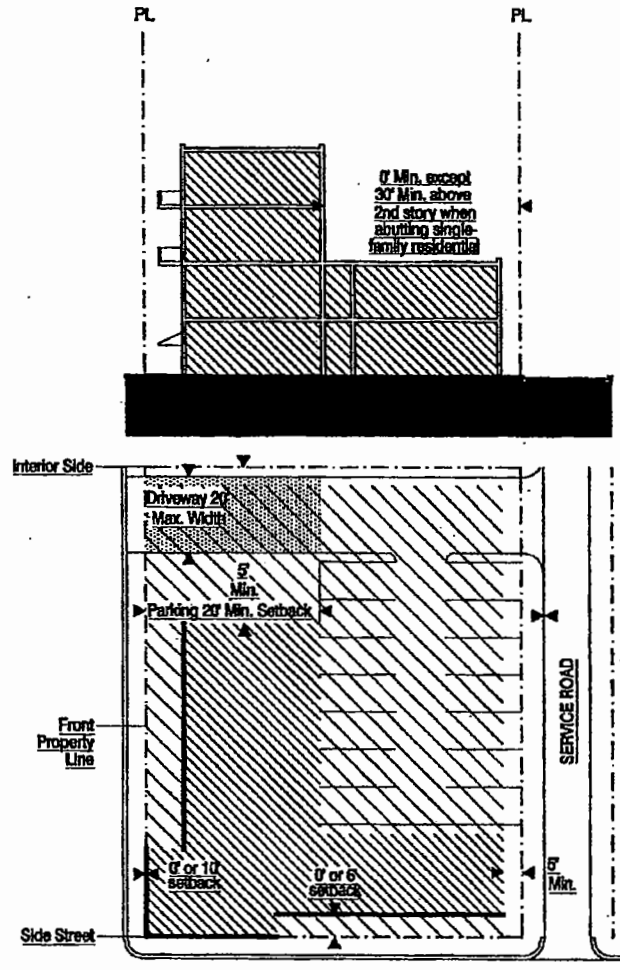 PL
PL
0' Min. except
30' Min. above
2nd story when
abutting single-
family residential
Interior Side
Driveway 20'
Max. Width
5'
Min.
Parking 20' Min. Setback
Front
Property
Line
SERVICE ROAD
0' or 10'
setback
0' or 6'
setback
5'
Min.
Side Street